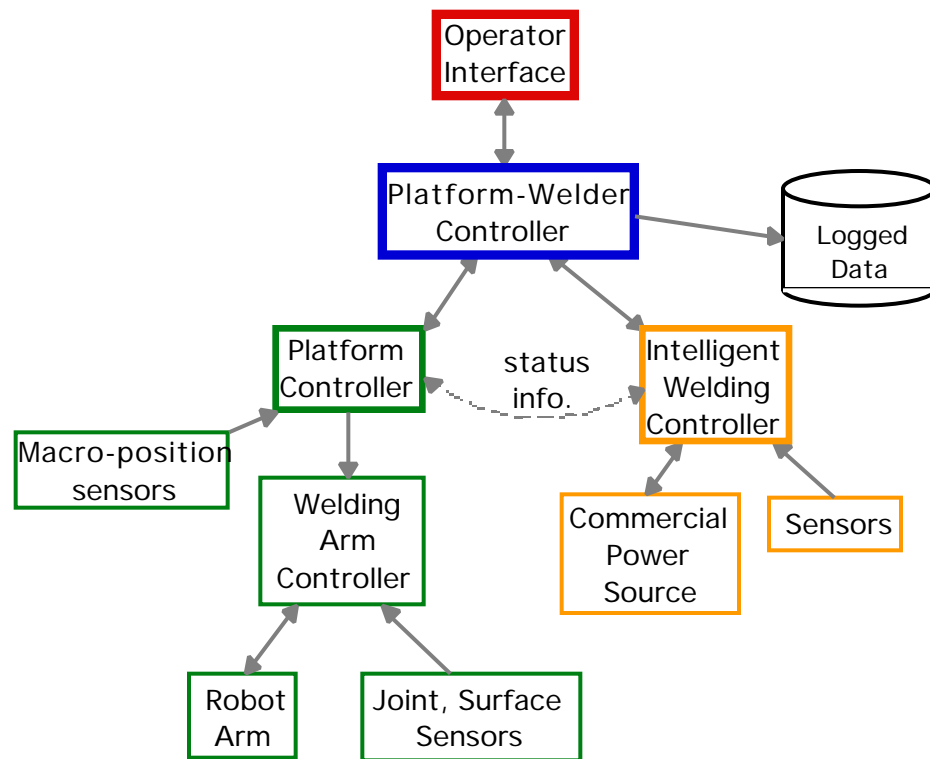 Operator
Interface
Platform-Welder
Controller
Logged
Data
Platform
Controller
status
info.
Intelligent
Welding
Controller
Macro-position
sensors
Welding
Arm
Controller
Commercial
Power
Source
Sensors
Robot
Arm
Joint, Surface
Sensors